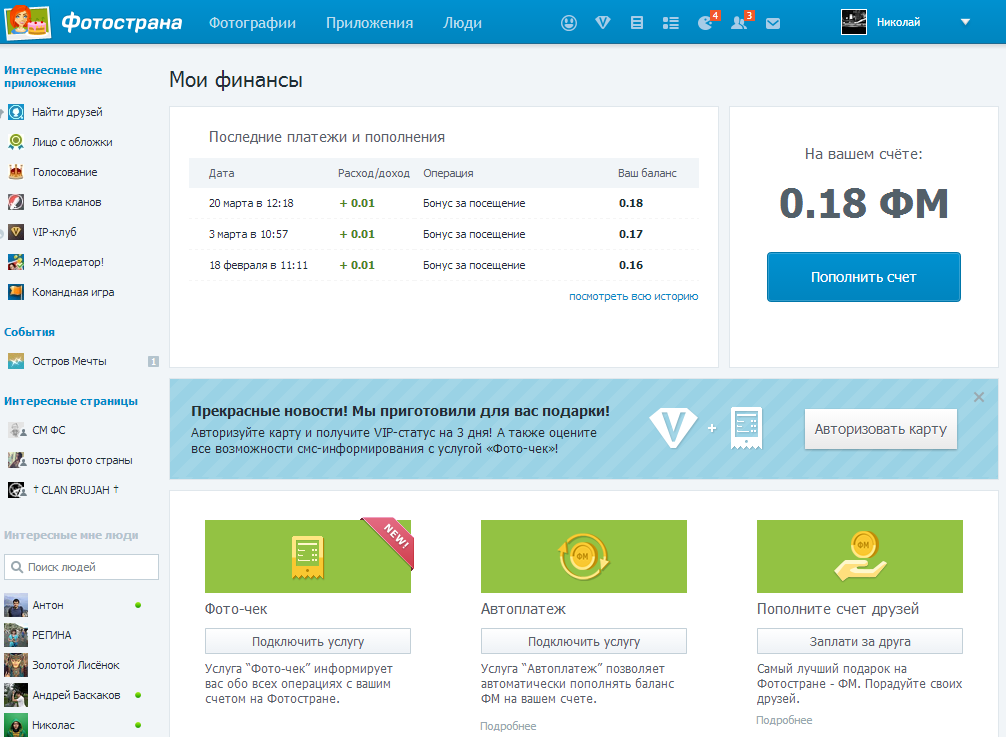 Фотострана
Фотографии
Приложения
Люди
4
3
Николай
Интересные мне
приложения
Найти друзей
Лицо с обложки
Голосование
Битва кланов
VIP-клуб
Я-Модератор!
Командная игра
События
Остров Мечты
1
Интересные страницы
СМ ФС
поэты фото страны
† CLAN BRUJAH †
Интересные мне люди
Поиск людей
Антон
РЕГИНА
Золотой Лисёнок
Андрей Баскаков
Николас
Мои финансы
Последние платежи и пополнения
Дата Расход/доход Операция Ваш баланс
20 марта в 12:18 + 0.01 Бонус за посещение 0.18
3 марта в 10:57 + 0.01 Бонус за посещение 0.17
18 февраля в 11:11 + 0.01 Бонус за посещение 0.16
посмотреть всю историю
На вашем счёте:
0.18 ФМ
Пополнить счет
Прекрасные новости! Мы приготовили для вас подарки!
Авторизуйте карту и получите VIP-статус на 3 дня! А также оцените
все возможности смс-информирования с услугой «Фото-чек»!
V +
Авторизовать карту
NEW!
Фото-чек
Подключить услугу
Услуга “Фото-чек” информирует
вас обо всех операциях с вашим
счетом на Фотостране.
ФМ
Автоплатеж
Подключить услугу
Услуга “Автоплатеж” позволяет
автоматически пополнять баланс
ФМ на вашем счете.
Подробнее
ФМ
Пополните счет друзей
Заплати за друга
Самый лучший подарок на
Фотостране - ФМ. Порадуйте своих
друзей.
Подробнее